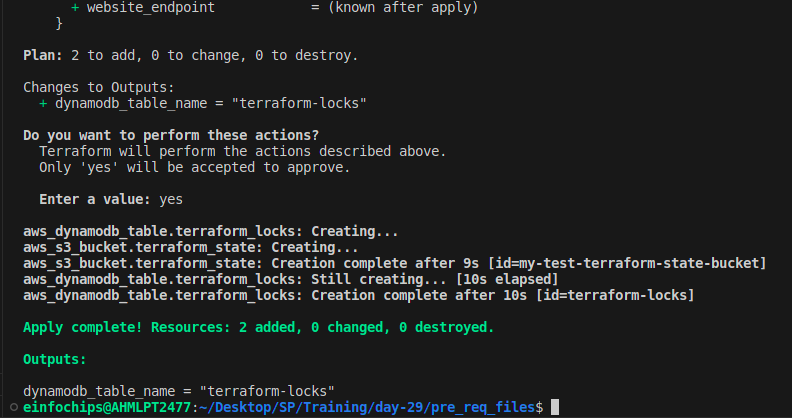 + website_endpoint = (known after apply)
}
Plan: 2 to add, 0 to change, 0 to destroy.
Changes to Outputs:
+ dynamodb_table_name = "terraform-locks"
Do you want to perform these actions?
Terraform will perform the actions described above.
Only 'yes' will be accepted to approve.
Enter a value: yes
aws_dynamodb_table.terraform_locks: Creating...
aws_s3_bucket.terraform_state: Creating...
aws_s3_bucket.terraform_state: Creation complete after 9s [id=my-test-terraform-state-bucket]
aws_dynamodb_table.terraform_locks: Still creating... [10s elapsed]
aws_dynamodb_table.terraform_locks: Creation complete after 10s [id=terraform-locks]
Apply complete! Resources: 2 added, 0 changed, 0 destroyed.
Outputs:
dynamodb_table_name = "terraform-locks"
einfochips@AHMLPT2477:~/Desktop/SP/Training/day-29/pre_req_files$